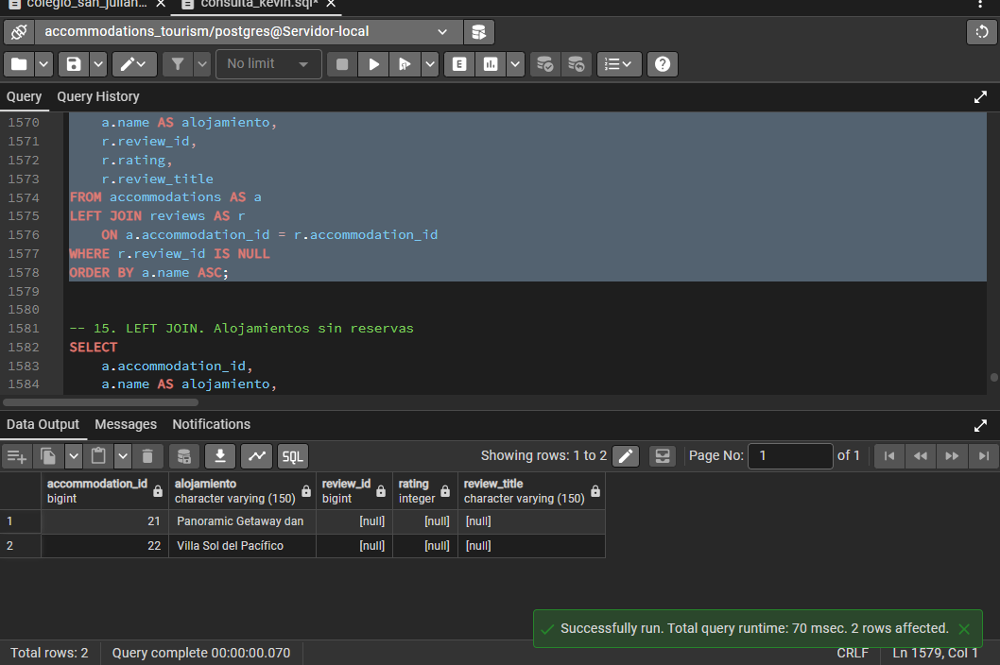 colegio_san_julian... ×
consulta_kevin.sql* ×
accommodations_tourism/postgres@Servidor-local
No limit
E
Query Query History
1570 a.name AS alojamiento,
1571 r.review_id,
1572 r.rating,
1573 r.review_title
1574 FROM accommodations AS a
1575 LEFT JOIN reviews AS r
1576 ON a.accommodation_id = r.accommodation_id
1577 WHERE r.review_id IS NULL
1578 ORDER BY a.name ASC;
1579
1580
1581 -- 15. LEFT JOIN. Alojamientos sin reservas
1582 SELECT
1583 a.accommodation_id,
1584 a.name AS alojamiento,
Data Output Messages Notifications
SQL Showing rows: 1 to 2 Page No: 1 of 1
accommodation_id alojamiento review_id rating review_title
bigint character varying (150) bigint integer character varying (150)
1 21 Panoramic Getaway dan [null] [null] [null]
2 22 Villa Sol del Pacífico [null] [null] [null]
Successfully run. Total query runtime: 70 msec. 2 rows affected.
Total rows: 2 Query complete 00:00:00.070 CRLF Ln 1579, Col 1